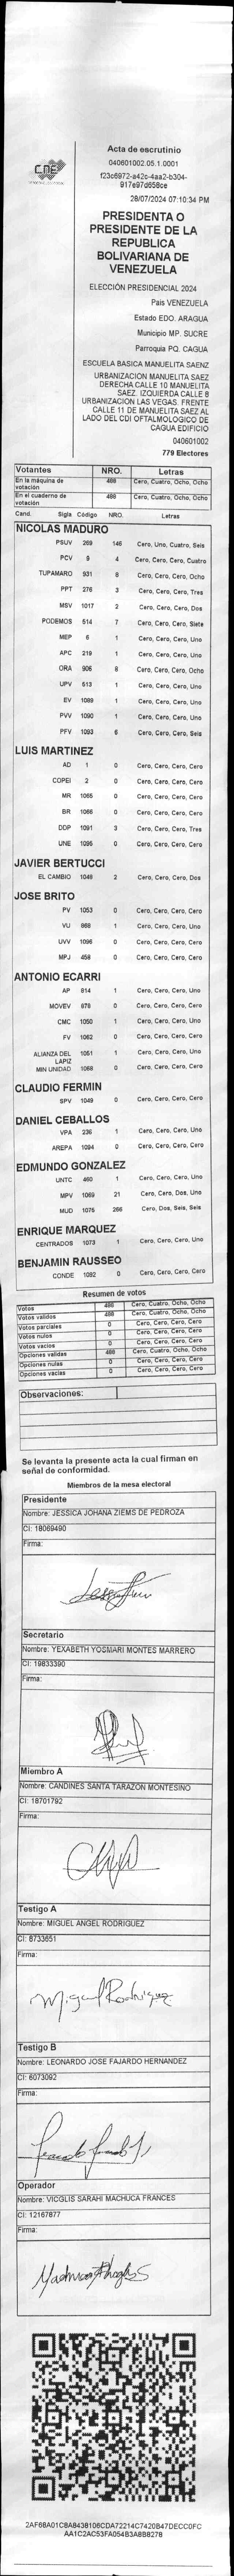 CNE
Acta de escrutinio
040601002.05.1.0001
f23c6972-a42c-4aa2-b304-
917e97d658ce
28/07/2024 07:10:34 PM
PRESIDENTA O
PRESIDENTE DE LA
REPUBLICA
BOLIVARIANA DE
VENEZUELA
ELECCIÓN PRESIDENCIAL 2024
País VENEZUELA
Estado EDO. ARAGUA
Municipio MP. SUCRE
Parroquia PQ. CAGUA
ESCUELA BASICA MANUELITA SAENZ
URBANIZACION MANUELITA SAEZ
DERECHA CALLE 10 MANUELITA
SAEZ. IZQUIERDA CALLE 8
URBANIZACION LAS VEGAS. FRENTE
CALLE 11 DE MANUELITA SAEZ AL
LADO DEL CDI OFTALMOLOGICO DE
CAGUA EDIFICIO
040601002
779 Electores
Votantes NRO. Letras
En la máquina de votación 488 Cero, Cuatro, Ocho, Ocho
En el cuaderno de votación 488 Cero, Cuatro, Ocho, Ocho
Cand. Sigla Código NRO. Letras
NICOLAS MADURO
PSUV 269 146 Cero, Uno, Cuatro, Seis
PCV 9 4 Cero, Cero, Cero, Cuatro
TUPAMARO 931 8 Cero, Cero, Cero, Ocho
PPT 276 3 Cero, Cero, Cero, Tres
MSV 1017 2 Cero, Cero, Cero, Dos
PODEMOS 514 7 Cero, Cero, Cero, Siete
MEP 6 1 Cero, Cero, Cero, Uno
APC 219 1 Cero, Cero, Cero, Uno
ORA 906 8 Cero, Cero, Cero, Ocho
UPV 613 1 Cero, Cero, Cero, Uno
EV 1089 1 Cero, Cero, Cero, Uno
PVV 1090 1 Cero, Cero, Cero, Uno
PFV 1093 6 Cero, Cero, Cero, Seis
LUIS MARTINEZ
AD 1 0 Cero, Cero, Cero, Cero
COPEI 2 0 Cero, Cero, Cero, Cero
MR 1065 0 Cero, Cero, Cero, Cero
BR 1066 0 Cero, Cero, Cero, Cero
DDP 1091 3 Cero, Cero, Cero, Tres
UNE 1095 0 Cero, Cero, Cero, Cero
JAVIER BERTUCCI
EL CAMBIO 1048 2 Cero, Cero, Cero, Dos
JOSE BRITO
PV 1053 0 Cero, Cero, Cero, Cero
VU 868 1 Cero, Cero, Cero, Uno
UVV 1096 0 Cero, Cero, Cero, Cero
MPJ 458 0 Cero, Cero, Cero, Cero
ANTONIO ECARRI
AP 814 1 Cero, Cero, Cero, Uno
MOVEV 878 0 Cero, Cero, Cero, Cero
CMC 1050 1 Cero, Cero, Cero, Uno
FV 1062 0 Cero, Cero, Cero, Cero
ALIANZA DEL LAPIZ 1051 1 Cero, Cero, Cero, Uno
MIN UNIDAD 1068 0 Cero, Cero, Cero, Cero
CLAUDIO FERMIN
SPV 1049 0 Cero, Cero, Cero, Cero
DANIEL CEBALLOS
VPA 236 1 Cero, Cero, Cero, Uno
AREPA 1094 0 Cero, Cero, Cero, Cero
EDMUNDO GONZALEZ
UNTC 460 1 Cero, Cero, Cero, Uno
MPV 1069 21 Cero, Cero, Dos, Uno
MUD 1076 266 Cero, Dos, Seis, Seis
ENRIQUE MARQUEZ
CENTRADOS 1073 1 Cero, Cero, Cero, Uno
BENJAMIN RAUSSEO
CONDE 1092 0 Cero, Cero, Cero, Cero
Resumen de votos
Votos 488 Cero, Cuatro, Ocho, Ocho
Votos validos 488 Cero, Cuatro, Ocho, Ocho
Votos parciales 0 Cero, Cero, Cero, Cero
Votos nulos 0 Cero, Cero, Cero, Cero
Votos vacios 0 Cero, Cero, Cero, Cero
Opciones validas 488 Cero, Cuatro, Ocho, Ocho
Opciones nulas 0 Cero, Cero, Cero, Cero
Opciones vacias 0 Cero, Cero, Cero, Cero
Observaciones:
Se levanta la presente acta la cual firman en
señal de conformidad.
Miembros de la mesa electoral
Presidente
Nombre: JESSICA JOHANA ZIEMS DE PEDROZA
CI: 18069490
Firma:
Secretario
Nombre: YEXABETH YOSMARI MONTES MARRERO
CI: 19833390
Firma:
Miembro A
Nombre: CANDINES SANTA TARAZON MONTESINO
CI: 18701792
Firma:
Testigo A
Nombre: MIGUEL ANGEL RODRIGUEZ
CI: 8733651
Firma:
Miguel Rodriguez
Testigo B
Nombre: LEONARDO JOSE FAJARDO HERNANDEZ
CI: 6073092
Firma:
Operador
Nombre: VICGLIS SARAHI MACHUCA FRANCES
CI: 12167877
Firma:
2AF68A01C8A8438106CDA72214C7420B47DECC0FC
AA1C2AC53FA054B3A8B8278